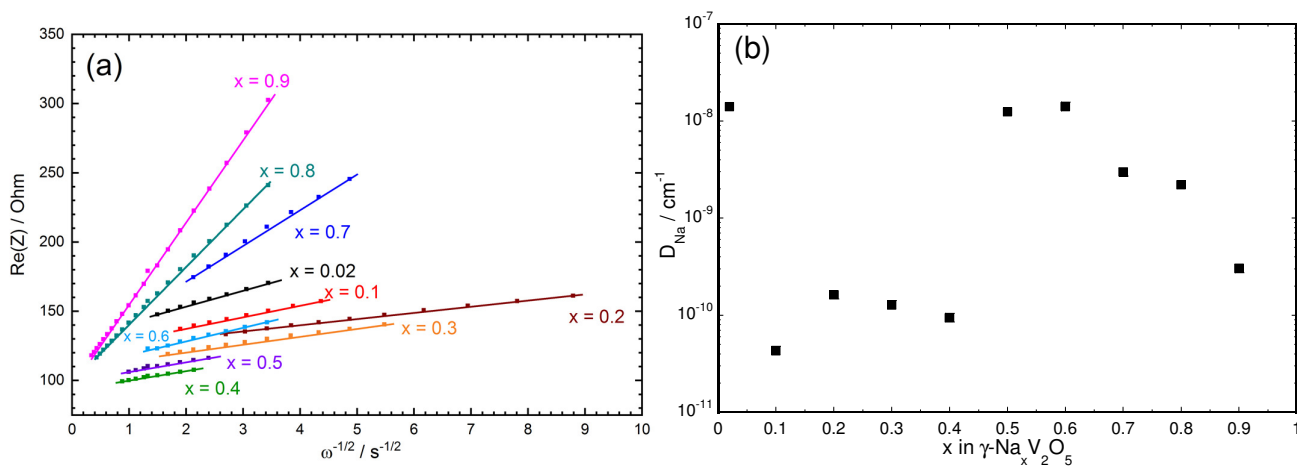 (a)
350
300
250
200
150
100
Re(Z) / Ohm
x = 0.9
x = 0.8
x = 0.7
x = 0.02
x = 0.1
x = 0.2
x = 0.6
x = 0.3
x = 0.5
x = 0.4
0 1 2 3 4 5 6 7 8 9 10
ω-1/2 / s-1/2
(b)
10-7
10-8
10-9
10-10
10-11
DNa / cm-1
0 0.1 0.2 0.3 0.4 0.5 0.6 0.7 0.8 0.9 1
x in γ-NaxV2O5